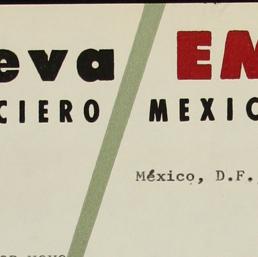 eva EM
CIERO MEXIC
México, D.F.,